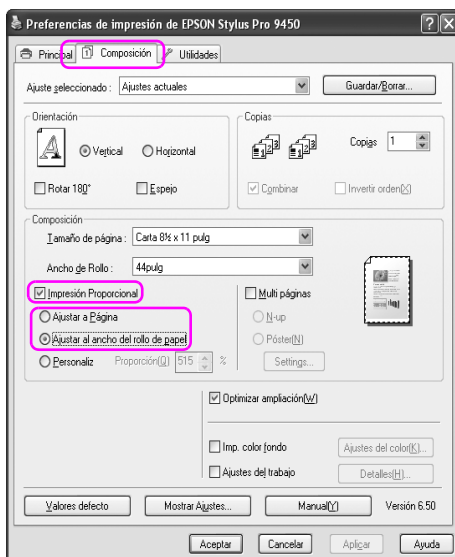 Preferencias de impresión de EPSON Stylus Pro 9450
Principal Composición Utilidades
Ajuste seleccionado : Ajustes actuales Guardar/Borrar...
Orientación Copias
Vertical Horizontal Copias 1
Rotar 180° Espejo Combinar Invertir orden(X)
Composición
Tamaño de página : Carta 8½ x 11 pulg
Ancho de Rollo : 44pulg
Impresión Proporcional Multi páginas
Ajustar a Página N-up
Ajustar al ancho del rollo de papel Póster(N)
Personaliz Proporción(Q) 515 % Settings...
Optimizar ampliación(W)
Imp. color fondo Ajustes del color(K)...
Ajustes del trabajo Detalles(H)...
Valores defecto Mostrar Ajustes... Manual(Y) Versión 6.50
Aceptar Cancelar Aplicar Ayuda